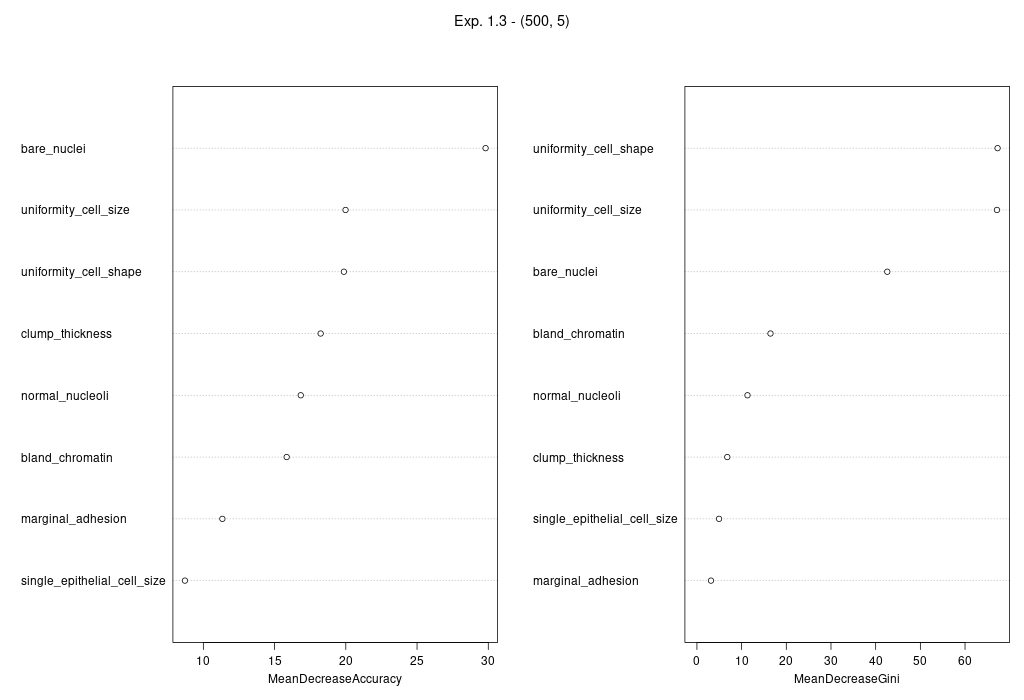 Exp. 1.3 - (500, 5)
bare_nuclei
uniformity_cell_size
uniformity_cell_shape
clump_thickness
normal_nucleoli
bland_chromatin
marginal_adhesion
single_epithelial_cell_size
10 15 20 25 30
MeanDecreaseAccuracy
uniformity_cell_shape
uniformity_cell_size
bare_nuclei
bland_chromatin
normal_nucleoli
clump_thickness
single_epithelial_cell_size
marginal_adhesion
0 10 20 30 40 50 60
MeanDecreaseGini